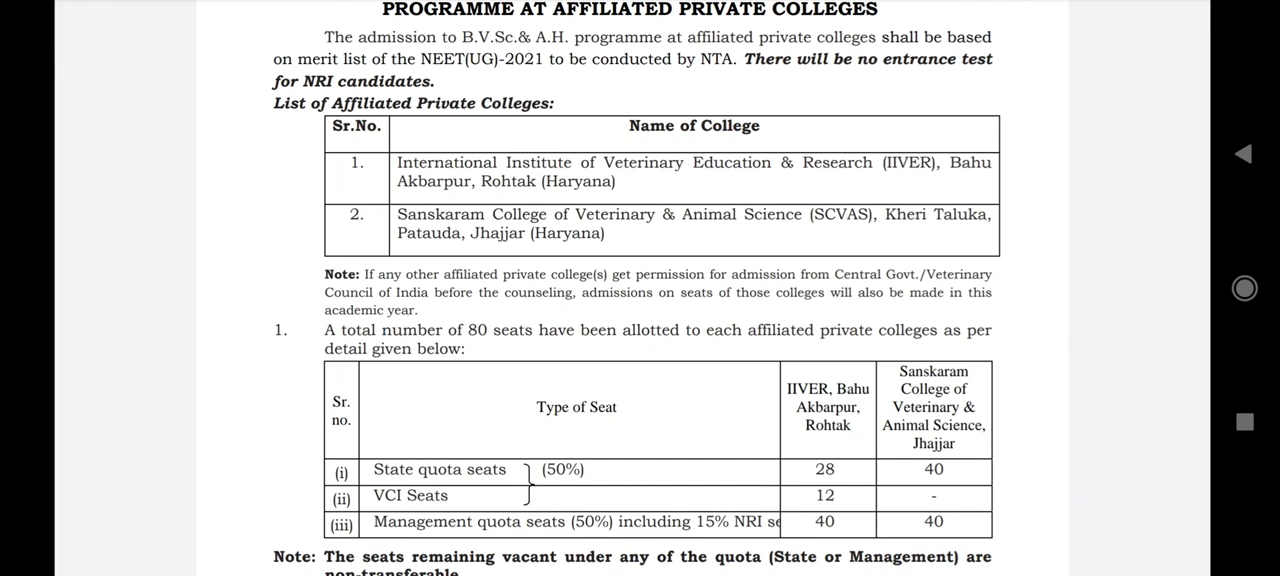 PROGRAMME AT AFFILIATED PRIVATE COLLEGES
The admission to B.V.Sc.& A.H. programme at affiliated private colleges shall be based
on merit list of the NEET(UG)-2021 to be conducted by NTA. There will be no entrance test
for NRI candidates.
List of Affiliated Private Colleges:
Sr.No. Name of College
1. International Institute of Veterinary Education & Research (IIVER), Bahu
Akbarpur, Rohtak (Haryana)
2. Sanskaram College of Veterinary & Animal Science (SCVAS), Kheri Taluka,
Patauda, Jhajjar (Haryana)
Note: If any other affiliated private college(s) get permission for admission from Central Govt./Veterinary
Council of India before the counseling, admissions on seats of those colleges will also be made in this
academic year.
1. A total number of 80 seats have been allotted to each affiliated private colleges as per
detail given below:
Sr.
no.
Type of Seat
IIVER, Bahu
Akbarpur,
Rohtak
Sanskaram
College of
Veterinary &
Animal Science,
Jhajjar
(i) State quota seats (50%) 28 40
(ii) VCI Seats 12 -
(iii) Management quota seats (50%) including 15% NRI 40 40
Note: The seats remaining vacant under any of the quota (State or Management) are
non-transferable